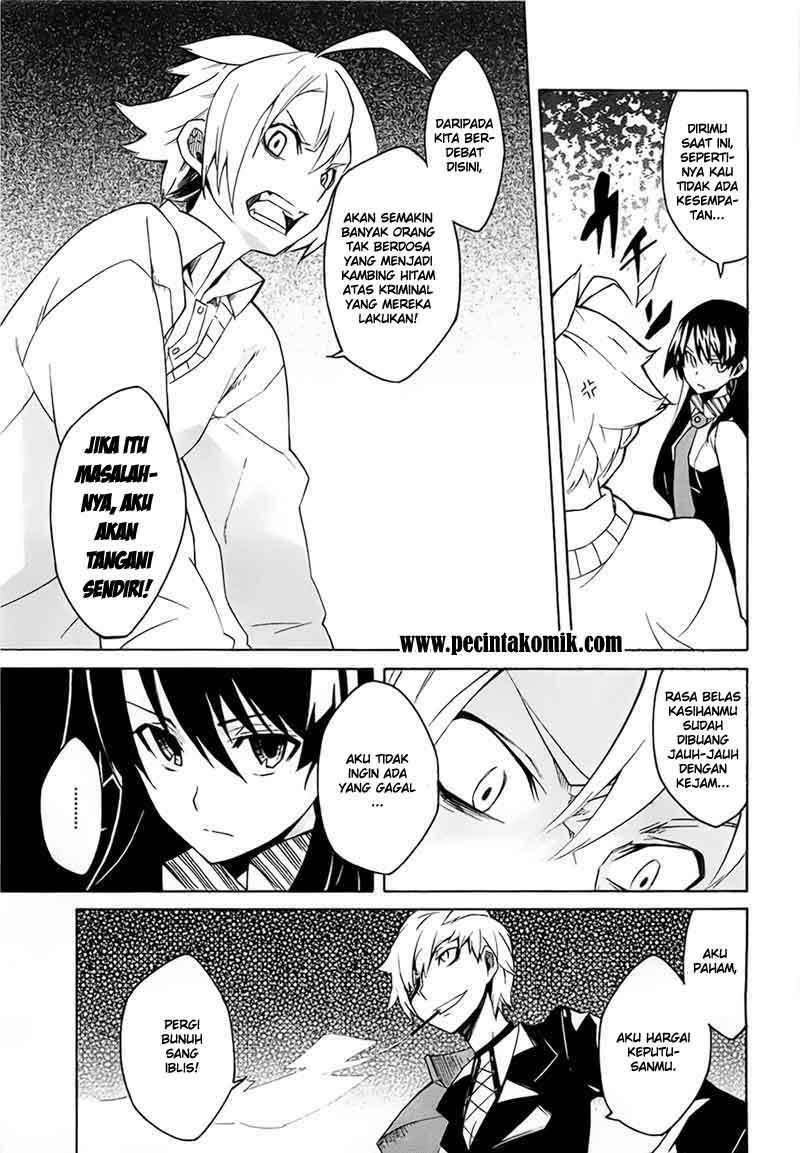 DIRIMU
SAAT INI,
SEPERTI-
NYA KAU
TIDAK ADA
KESEMPA-
TAN...
DARIPADA
KITA BER-
DEBAT
DISINI,
AKAN SEMAKIN
BANYAK ORANG
TAK BERDOSA
YANG MENJADI
KAMBING HITAM
ATAS KRIMINAL
YANG MEREKA
LAKUKAN!
JIKA ITU
MASALAH-
NYA, AKU
AKAN
TANGANI
SENDIRI!
www.pecintakomik.com
RASA BELAS
KASIHANMU
SUDAH
DIBUANG
JAUH-JAUH
DENGAN
KEJAM...
AKU TIDAK
INGIN ADA
YANG GAGAL
...
.........
AKU
PAHAM,
AKU HARGAI
KEPUTU-
SANMU.
PERGI
BUNUH
SANG
IBLIS!